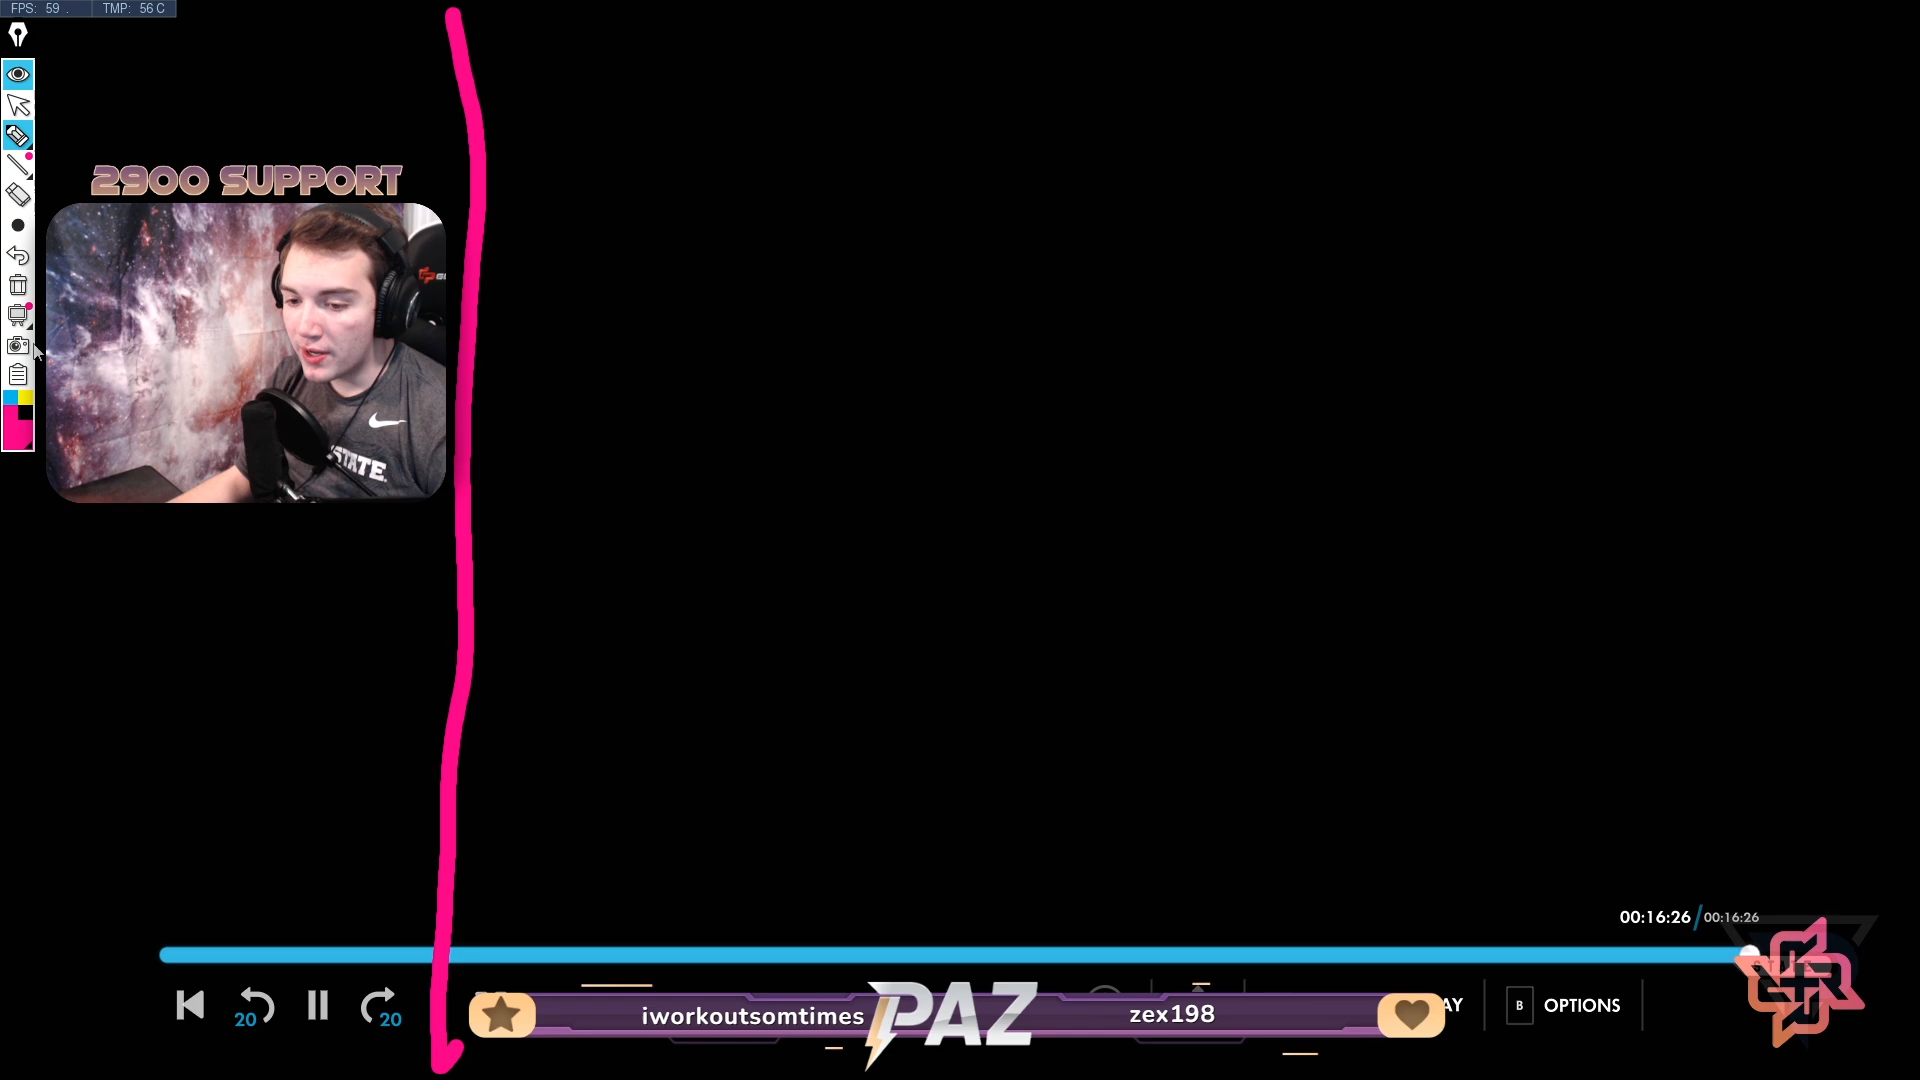 FPS: 59 .
TMP: 56 C
2900 SUPPORT
STATE.
00:16:26/00:16:26
20
20
iworkoutsomtimes
PAZ
zex198
AY
B
OPTIONS